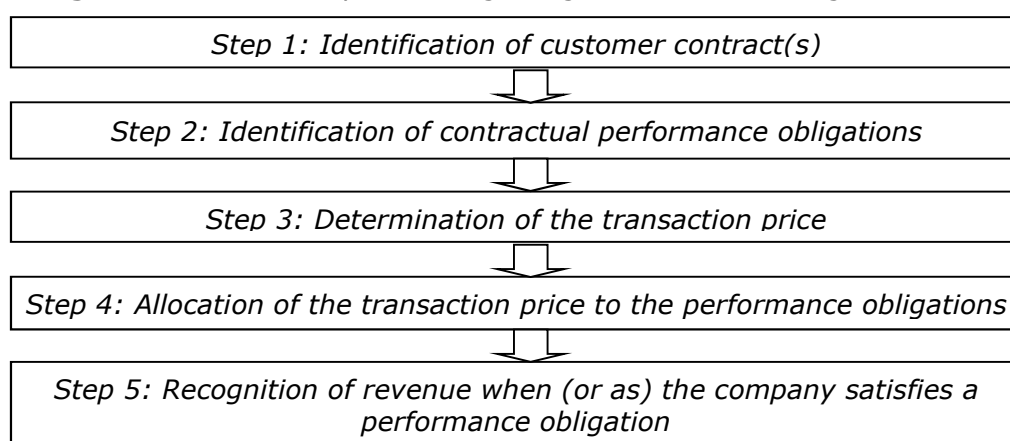 Step 1: Identification of customer contract(s)
Step 2: Identification of contractual performance obligations
Step 3: Determination of the transaction price
Step 4: Allocation of the transaction price to the performance obligations
Step 5: Recognition of revenue when (or as) the company satisfies a
performance obligation